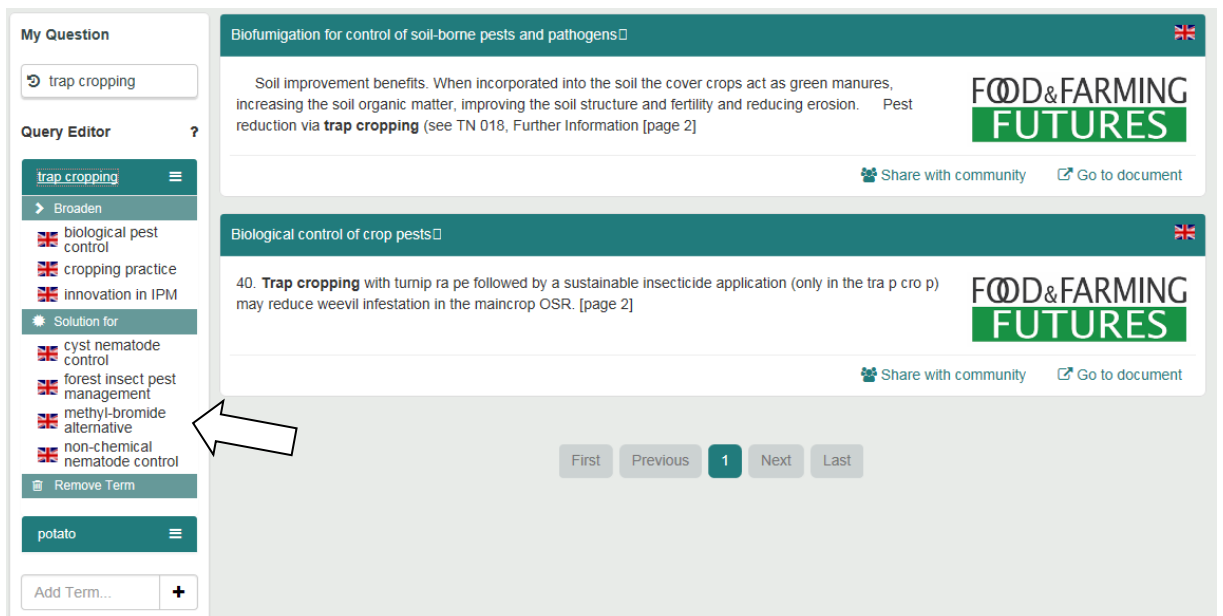 My Question
trap cropping
Query Editor ?
trap cropping
Broaden
biological pest
control
cropping practice
innovation in IPM
Solution for
cyst nematode
control
forest insect pest
management
methyl-bromide
alternative
non-chemical
nematode control
Remove Term
potato
Add Term... +
Biofumigation for control of soil-borne pests and pathogens
Soil improvement benefits. When incorporated into the soil the cover crops act as green manures,
increasing the soil organic matter, improving the soil structure and fertility and reducing erosion. Pest
reduction via trap cropping (see TN 018, Further Information [page 2]
FOOD&FARMING
FUTURES
Share with community Go to document
Biological control of crop pests
40. Trap cropping with turnip ra pe followed by a sustainable insecticide application (only in the tra p cro p)
may reduce weevil infestation in the maincrop OSR. [page 2]
FOOD&FARMING
FUTURES
Share with community Go to document
First Previous 1 Next Last